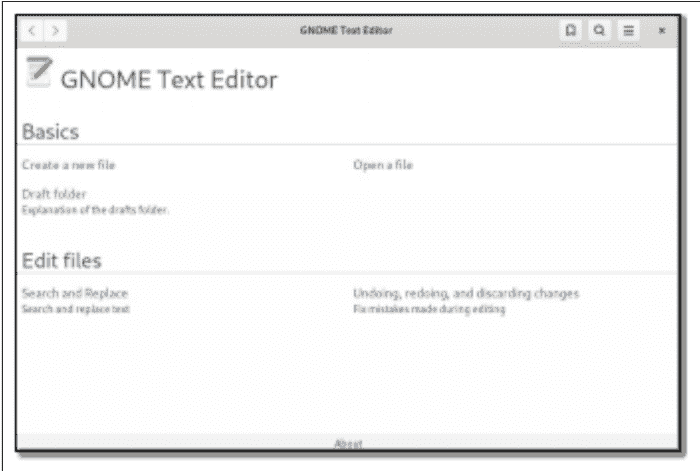 GNOME Text Editor
GNOME Text Editor
Basics
Create a new file
Open a file
Draft folder
Explanation of the drafts folder.
Edit files
Search and Replace
Search and replace text
Undoing, redoing, and discarding changes
Fix mistakes made during editing
About